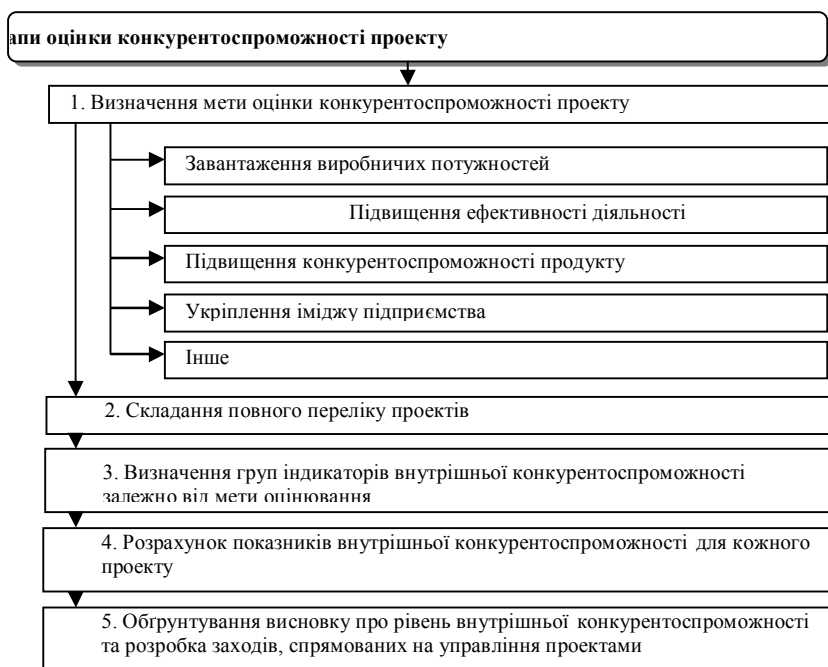 апи оцінки конкурентоспроможності проекту
1. Визначення мети оцінки конкурентоспроможності проекту
Завантаження виробничих потужностей
Підвищення ефективності діяльності
Підвищення конкурентоспроможності продукту
Укріплення іміджу підприємства
Інше
2. Складання повного переліку проектів
3. Визначення груп індикаторів внутрішньої конкурентоспроможності
залежно від мети оцінювання
4. Розрахунок показників внутрішньої конкурентоспроможності для кожного
проекту
5. Обґрунтування висновку про рівень внутрішньої конкурентоспроможності
та розробка заходів, спрямованих на управління проектами